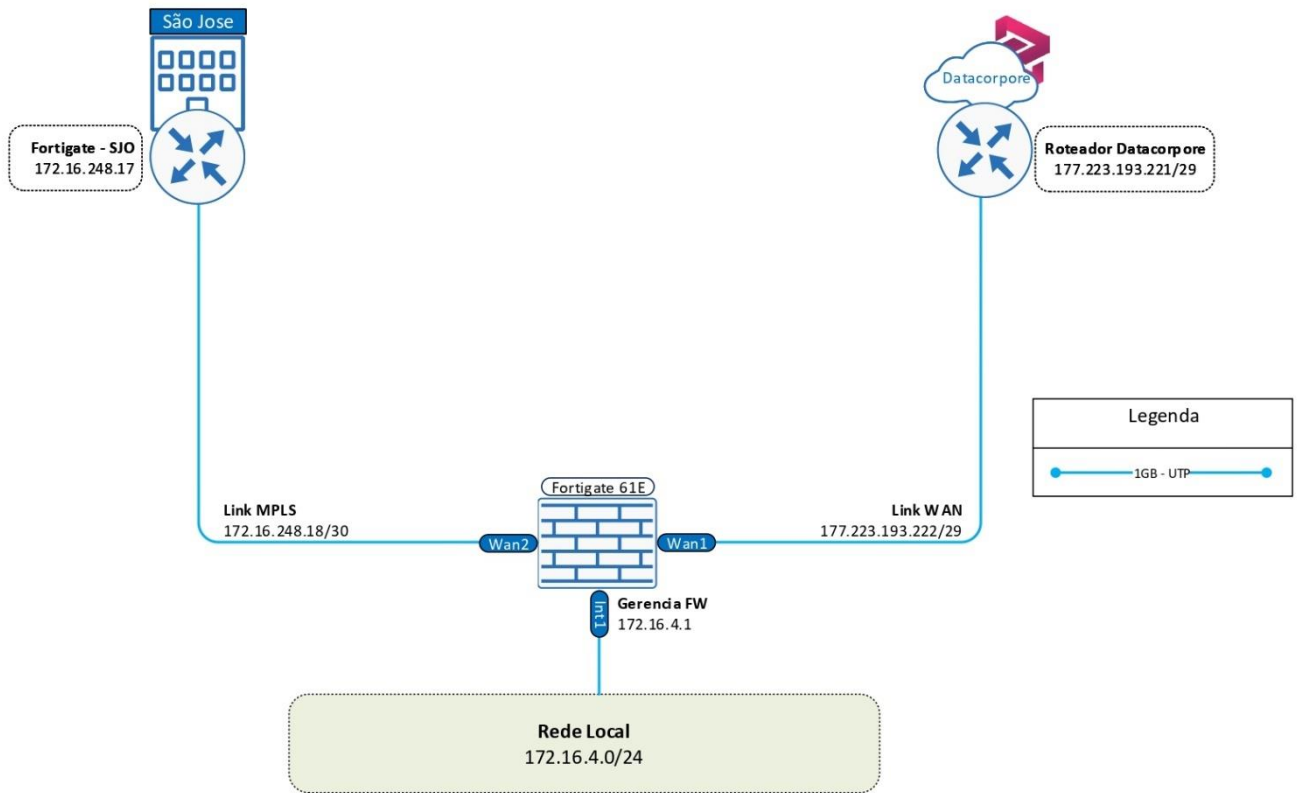 São Jose
Fortigate - SJO
172.16.248.17
Datacorpore
Roteador Datacorpore
177.223.193.221/29
Legenda
1GB - UTP
Fortigate 61E
Link MPLS
172.16.248.18/30
Wan2
Wan1
Link WAN
177.223.193.222/29
Int1
Gerencia FW
172.16.4.1
Rede Local
172.16.4.0/24